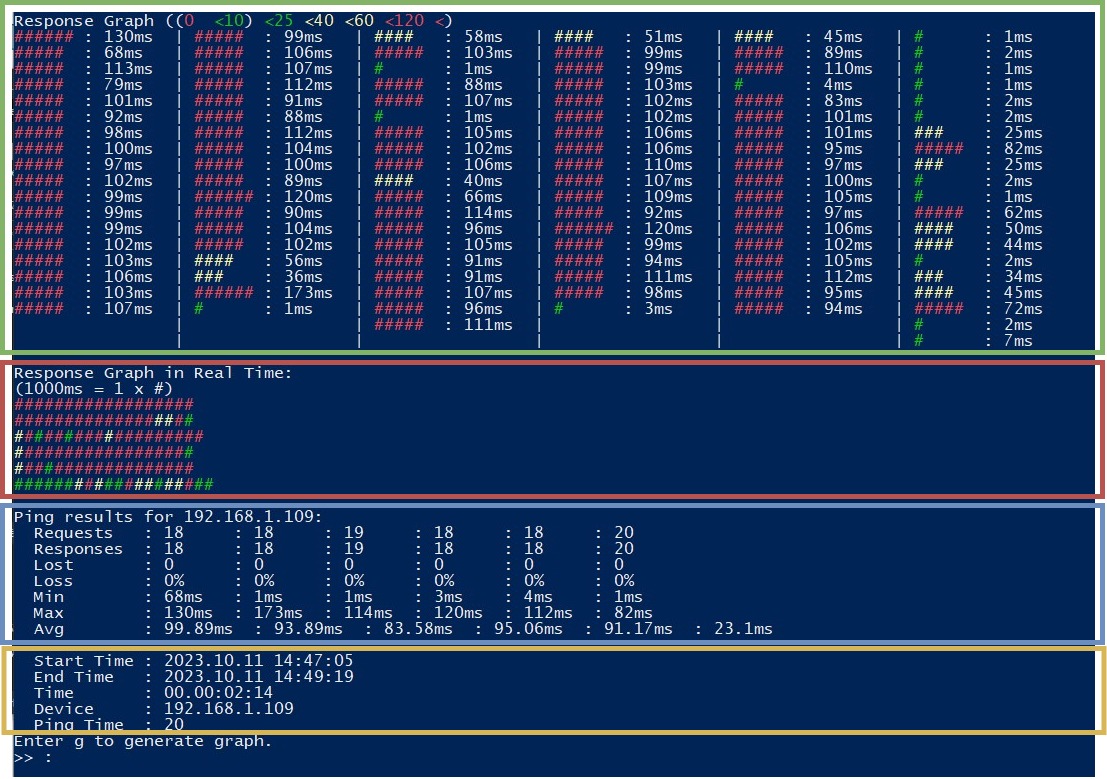 Response Graph ((0  <10) <25 <40 <60 <120 <)
###### : 130ms  | #####  : 99ms   | ####   : 58ms   | ####   : 51ms   | ####   : 45ms   | #      : 1ms
#####  : 68ms   | #####  : 106ms  | #####  : 103ms  | #####  : 99ms   | #####  : 89ms   | #      : 2ms
#####  : 113ms  | #####  : 107ms  | #      : 1ms    | #####  : 99ms   | #####  : 110ms  | #      : 1ms
#####  : 79ms   | #####  : 112ms  | #####  : 88ms   | #####  : 103ms  | #      : 4ms    | #      : 1ms
#####  : 101ms  | #####  : 91ms   | #####  : 107ms  | #####  : 102ms  | #####  : 83ms   | #      : 2ms
#####  : 92ms   | #####  : 88ms   | #      : 1ms    | #####  : 102ms  | #####  : 101ms  | #      : 2ms
#####  : 98ms   | #####  : 112ms  | #####  : 105ms  | #####  : 106ms  | #####  : 101ms  | ###    : 25ms
#####  : 100ms  | #####  : 104ms  | #####  : 102ms  | #####  : 106ms  | #####  : 95ms   | #####  : 82ms
#####  : 97ms   | #####  : 100ms  | #####  : 106ms  | #####  : 110ms  | #####  : 97ms   | ###    : 25ms
#####  : 102ms  | #####  : 89ms   | ####   : 40ms   | #####  : 107ms  | #####  : 100ms  | #      : 2ms
#####  : 99ms   | ###### : 120ms  | #####  : 66ms   | #####  : 109ms  | #####  : 105ms  | #      : 1ms
#####  : 99ms   | #####  : 90ms   | #####  : 114ms  | #####  : 92ms   | #####  : 97ms   | #####  : 62ms
#####  : 99ms   | #####  : 104ms  | #####  : 96ms   | ###### : 120ms  | #####  : 106ms  | ####   : 50ms
#####  : 102ms  | #####  : 102ms  | #####  : 105ms  | #####  : 99ms   | #####  : 102ms  | ####   : 44ms
#####  : 103ms  | ####   : 56ms   | #####  : 91ms   | #####  : 94ms   | #####  : 105ms  | #      : 2ms
#####  : 106ms  | ###    : 36ms   | #####  : 91ms   | #####  : 111ms  | #####  : 112ms  | ###    : 34ms
#####  : 103ms  | ###### : 173ms  | #####  : 107ms  | #####  : 98ms   | #####  : 95ms   | ####   : 45ms
#####  : 107ms  | #      : 1ms    | #####  : 96ms   | #      : 3ms    | #####  : 94ms   | #####  : 72ms
                |                 | #####  : 111ms  |                 |                 | #      : 2ms
                |                 |                 |                 |                 | #      : 7ms
Response Graph in Real Time:
(1000ms = 1 x #)
##################
##################
###################
##################
##################
####################
Ping results for 192.168.1.109:
Requests   : 18     : 18     : 19     : 18     : 18     : 20
Responses  : 18     : 18     : 19     : 18     : 18     : 20
Lost       : 0      : 0      : 0      : 0      : 0      : 0
Loss       : 0%     : 0%     : 0%     : 0%     : 0%     : 0%
Min        : 68ms   : 1ms    : 1ms    : 3ms    : 4ms    : 1ms
Max        : 130ms  : 173ms  : 114ms  : 120ms  : 112ms  : 82ms
Avg        : 99.89ms  : 93.89ms  : 83.58ms  : 95.06ms  : 91.17ms  : 23.1ms
Start Time : 2023.10.11 14:47:05
End Time   : 2023.10.11 14:49:19
Time       : 00.00:02:14
Device     : 192.168.1.109
Ping Time  : 20
Enter g to generate graph.
>> :